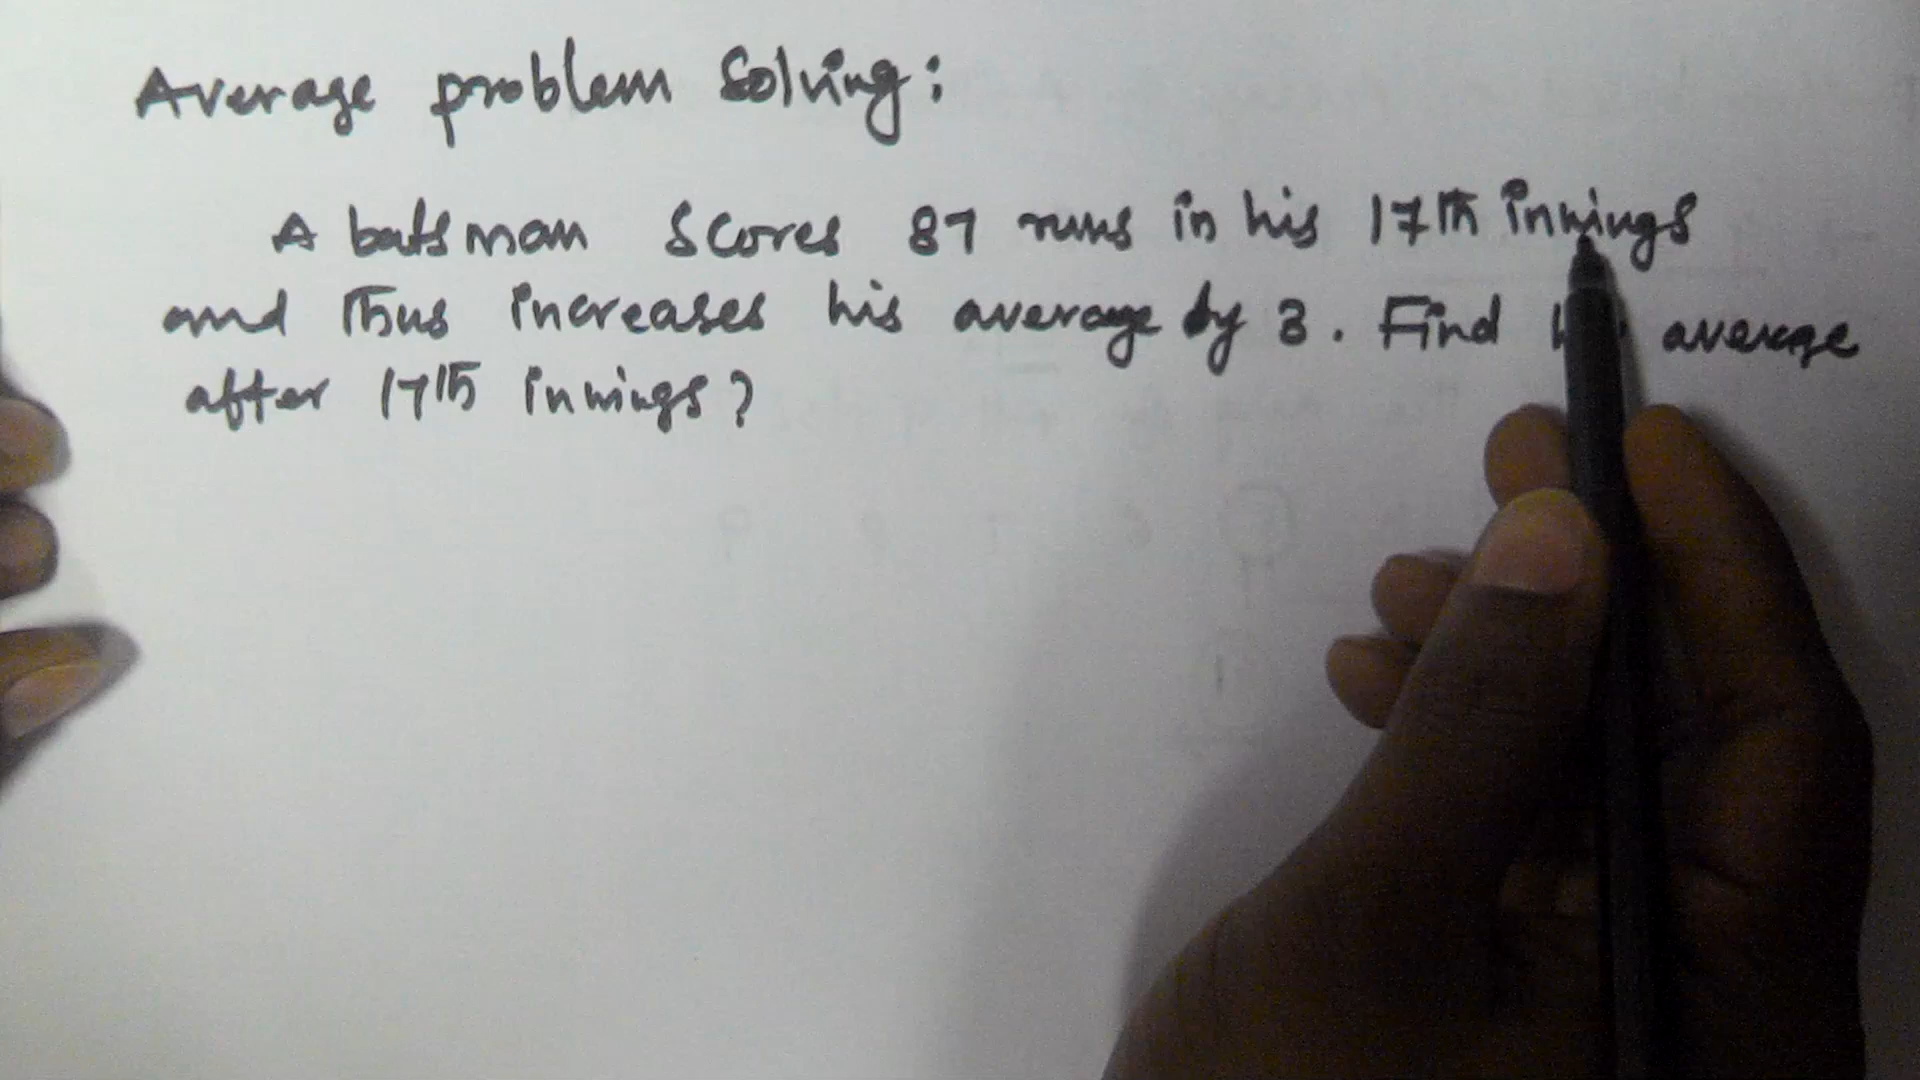 Average problem Solving:
A batsman Scores 87 runs in his 17th innings
and thus increases his average by 3. Find average
after 17th innings?